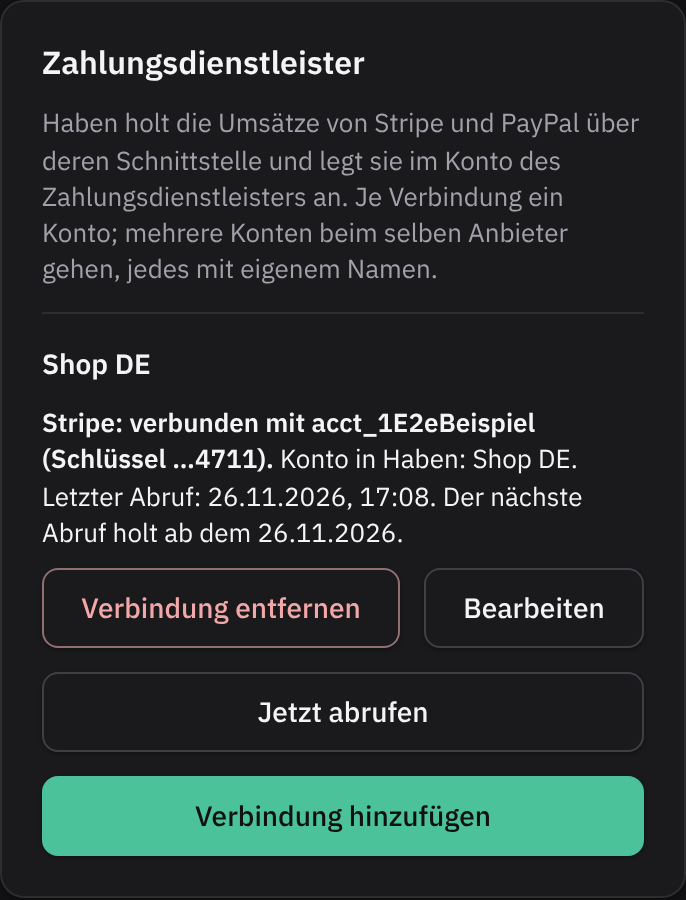 Zahlungsdienstleister
Haben holt die Umsätze von Stripe und PayPal über
deren Schnittstelle und legt sie im Konto des
Zahlungsdienstleisters an. Je Verbindung ein
Konto; mehrere Konten beim selben Anbieter
gehen, jedes mit eigenem Namen.
Shop DE
Stripe: verbunden mit acct_1E2eBeispiel
(Schlüssel …4711). Konto in Haben: Shop DE.
Letzter Abruf: 26.11.2026, 17:08. Der nächste
Abruf holt ab dem 26.11.2026.
Verbindung entfernen
Bearbeiten
Jetzt abrufen
Verbindung hinzufügen